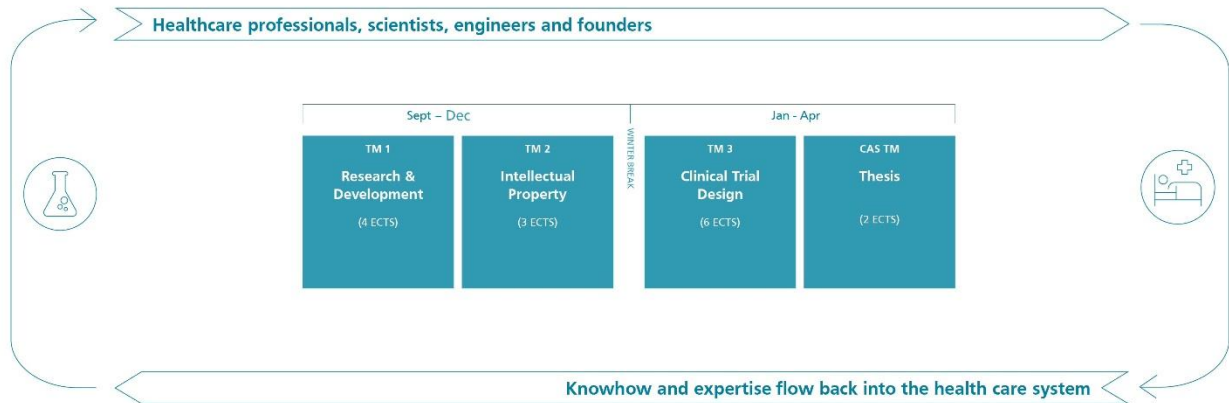 Healthcare professionals, scientists, engineers and founders
Sept – Dec
Jan - Apr
TM 1
Research &
Development
(4 ECTS)
TM 2
Intellectual
Property
(3 ECTS)
WINTER BREAK
TM 3
Clinical Trial
Design
(6 ECTS)
CAS TM
Thesis
(2 ECTS)
Knowhow and expertise flow back into the health care system